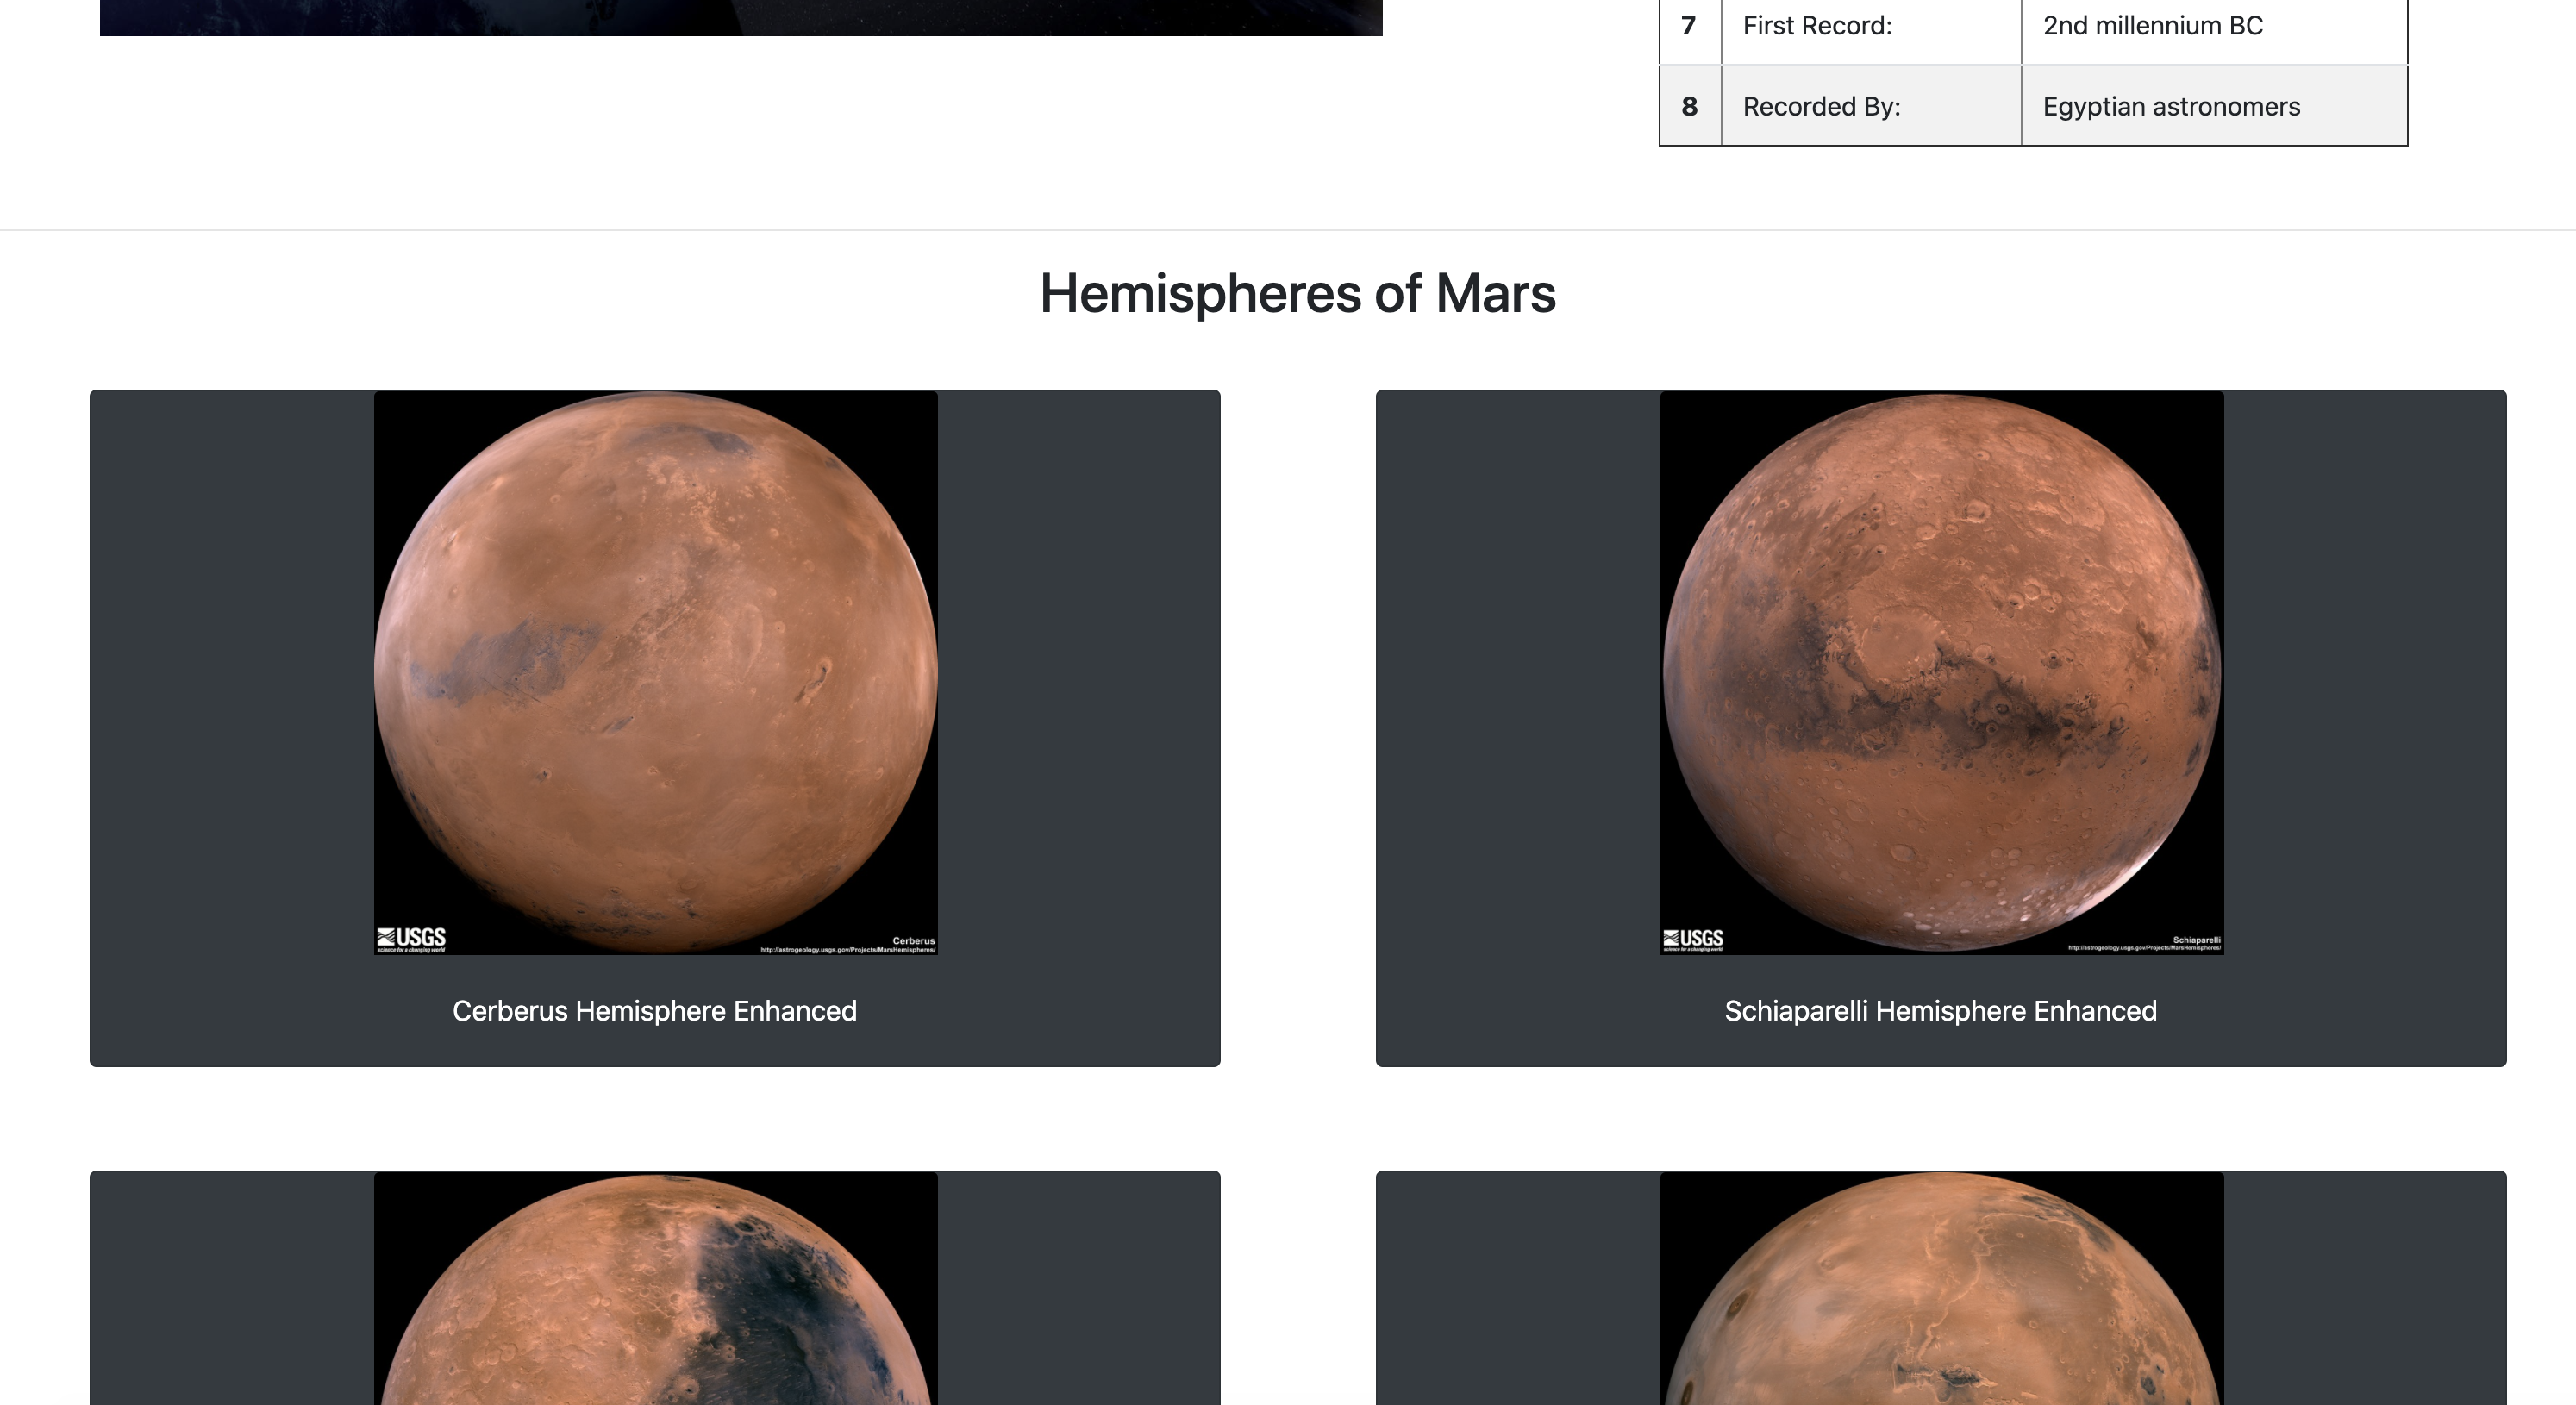 7 First Record: 2nd millennium BC
8 Recorded By: Egyptian astronomers
Hemispheres of Mars
USGS
science for a changing world
Cerberus
http://astrogeology.usgs.gov/Projects/MarsHemispheres/
USGS
science for a changing world
Schiaparelli
http://astrogeology.usgs.gov/Projects/MarsHemispheres/
Cerberus Hemisphere Enhanced
Schiaparelli Hemisphere Enhanced